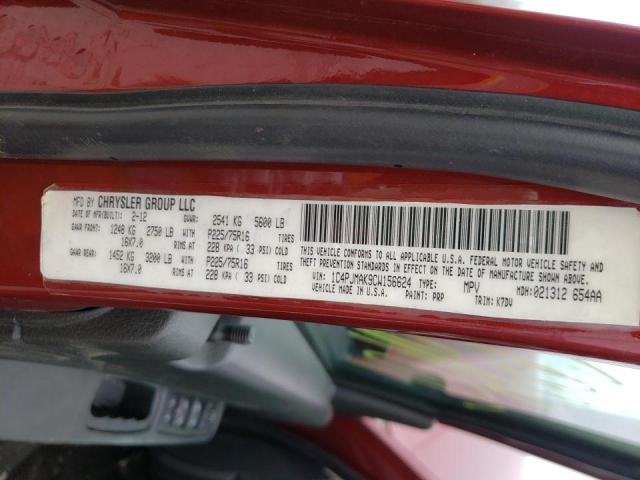 MFD BY CHRYSLER GROUP LLC
DATE OF MFR(BUILT): 2-12 GVWR: 2541 KG 5600 LB
GAWR FRONT: 1248 KG 2750 LB WITH P225/75R16 TIRES
16X7.0 RIMS AT 228 KPA ( 33 PSI) COLD
GAWR REAR: 1452 KG 3200 LB WITH P225/75R16 TIRES
16X7.0 RIMS AT 228 KPA ( 33 PSI) COLD
THIS VEHICLE CONFORMS TO ALL APPLICABLE U.S.A. FEDERAL MOTOR VEHICLE SAFETY AND
THEFT PREVENTION STANDARDS IN EFFECT ON THE DATE OF MANUFACTURE SHOWN ABOVE.
VIN: 1C4PJMAK9CW156624 TYPE: MPV MDH: 021312 654AA
VEHICLE MADE IN U.S.A. PAINT: PRP TRIM: K7DV